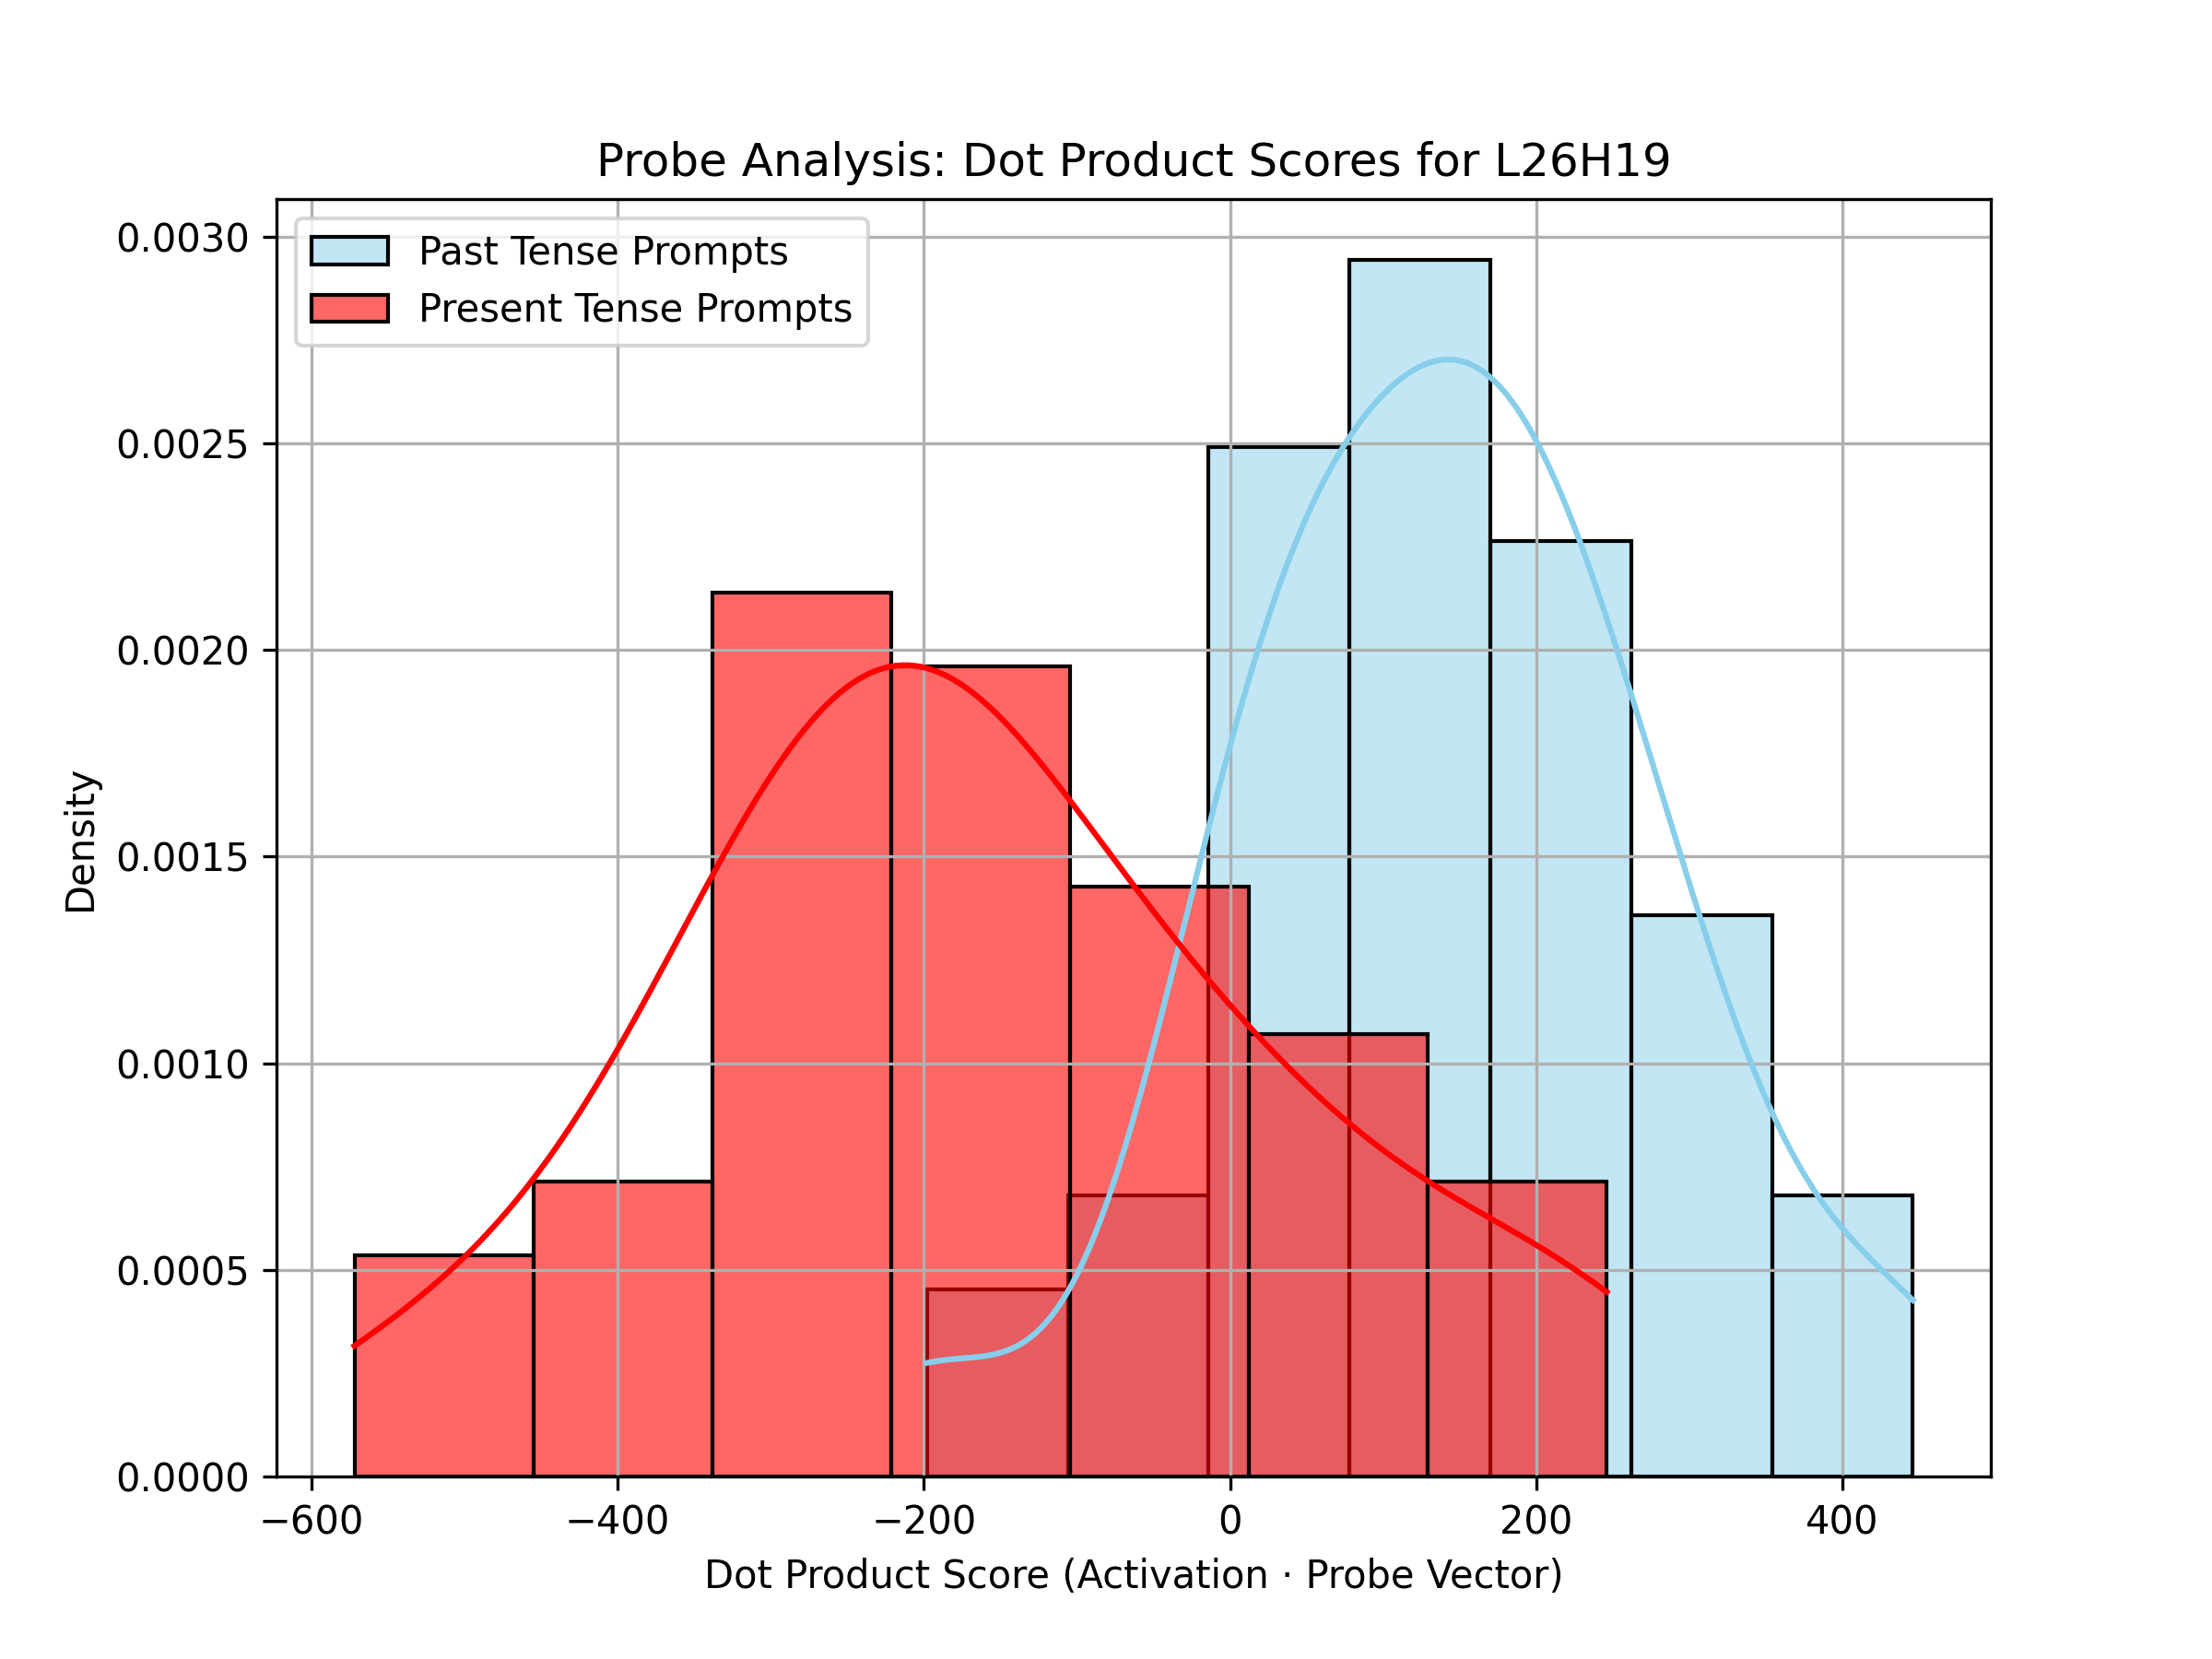 Probe Analysis: Dot Product Scores for L26H19
Past Tense Prompts
Present Tense Prompts
0.0030
0.0025
0.0020
0.0015
0.0010
0.0005
0.0000
Density
−600
−400
−200
0
200
400
Dot Product Score (Activation · Probe Vector)